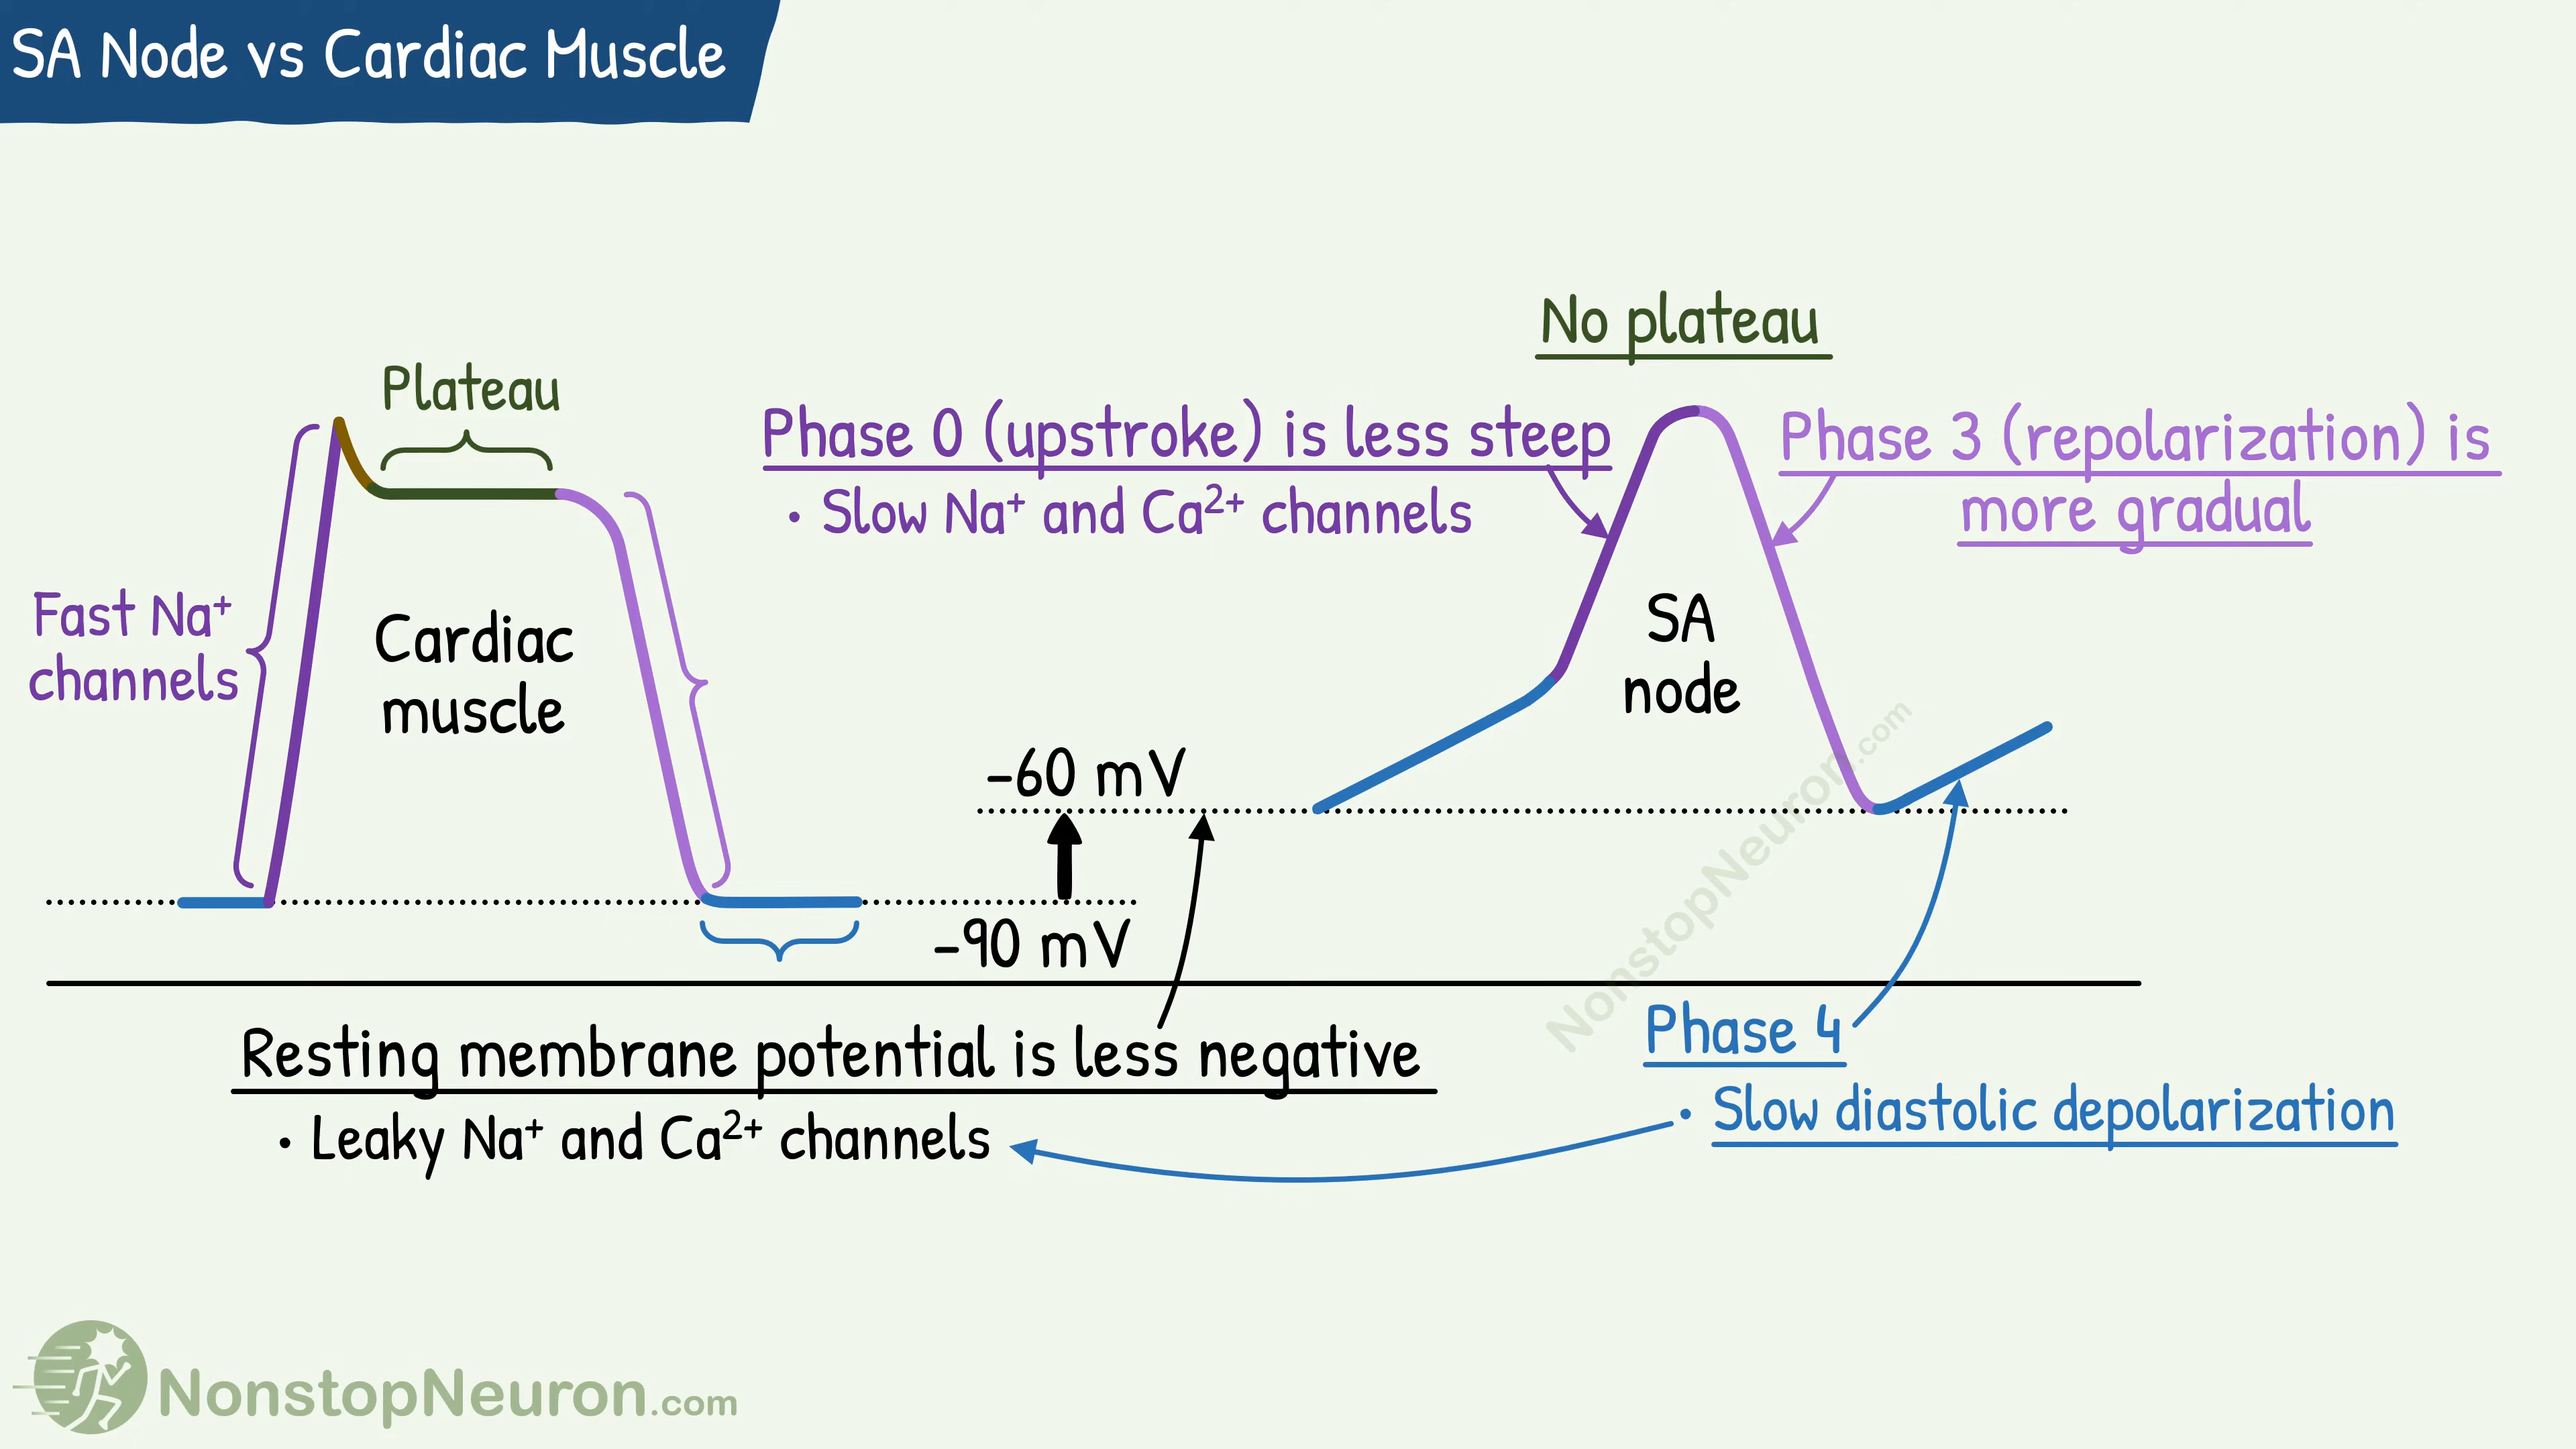 SA Node vs Cardiac Muscle
No plateau
Plateau
Phase 0 (upstroke) is less steep
• Slow Na⁺ and Ca²⁺ channels
Phase 3 (repolarization) is
more gradual
Fast Na⁺
channels
Cardiac
muscle
SA
node
-60 mV
-90 mV
Resting membrane potential is less negative
• Leaky Na⁺ and Ca²⁺ channels
Phase 4
• Slow diastolic depolarization
NonstopNeuron.com
NonstopNeuron.com